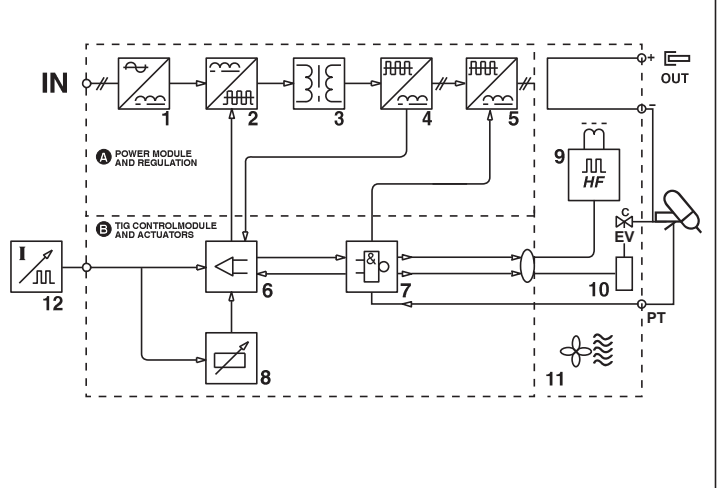 IN
1
2
3
4
5
+
OUT
-
A POWER MODULE
AND REGULATION
9
HF
B TIG CONTROLMODULE
AND ACTUATORS
C
EV
I
12
6
&
7
10
PT
8
11